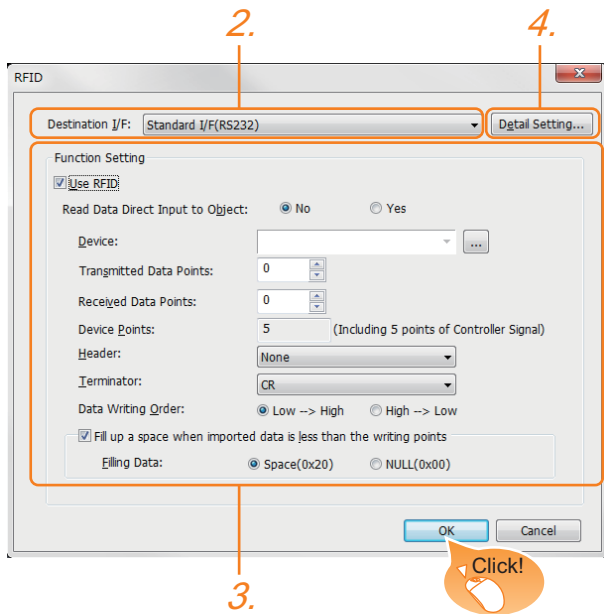 2.
4.
RFID
Destination I/F: Standard I/F(RS232) Detail Setting...
Function Setting
Use RFID
Read Data Direct Input to Object: No Yes
Device: ...
Transmitted Data Points: 0
Received Data Points: 0
Device Points: 5 (Including 5 points of Controller Signal)
Header: None
Terminator: CR
Data Writing Order: Low --> High High --> Low
Fill up a space when imported data is less than the writing points
Filling Data: Space(0x20) NULL(0x00)
OK Cancel
Click!
3.